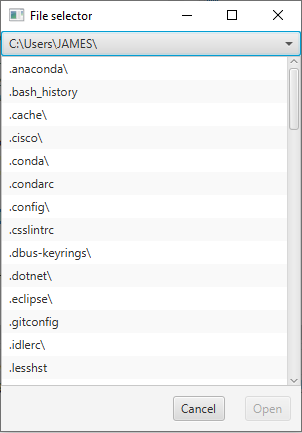 File selector
C:\Users\JAMES\
.anaconda\
.bash_history
.cache\
.cisco\
.conda\
.condarc
.config\
.csslintrc
.dbus-keyrings\
.dotnet\
.eclipse\
.gitconfig
.idlerc\
.lesshst
Cancel Open